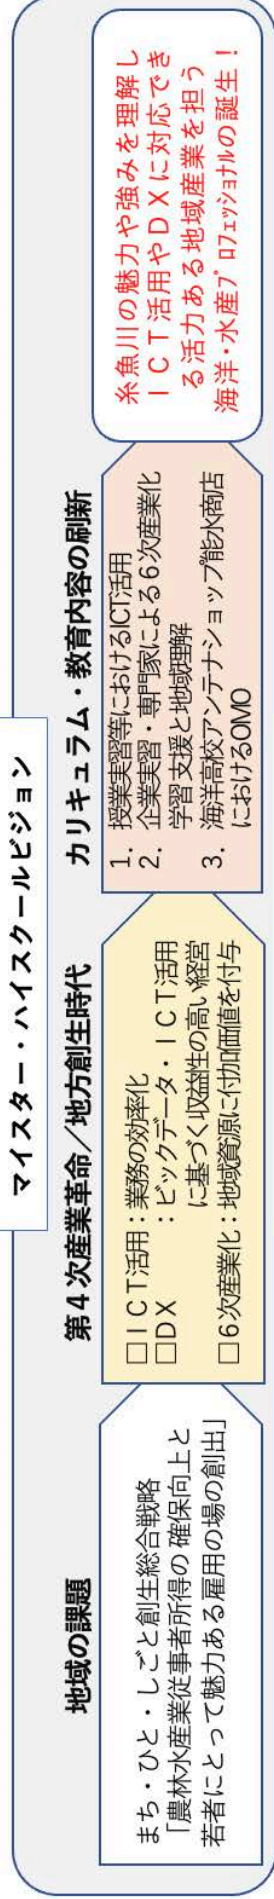 マイスター・ハイスクールビジョン
地域の課題
まち・ひと・しごと創生総合戦略
「農林水産業従事者所得の確保向上と
若者にとって魅力ある雇用の場の創出」
第4次産業革命/地方創生時代
□ICT活用:業務の効率化
□DX :ビックデータ・ICT活用
に基づく収益性の高い経営
□6次産業化:地域資源に付加価値を付与
カリキュラム・教育内容の刷新
1. 授業実習等におけるICT活用
2. 企業実習・専門家による6次産業化
学習支援と地域理解
3. 海洋高校アンテナショップ能水商店
におけるOMO
糸魚川の魅力や強みを理解し
ICT活用やDXに対応でき
る活力ある地域産業を担う
海洋・水産プロフェッショナルの誕生!